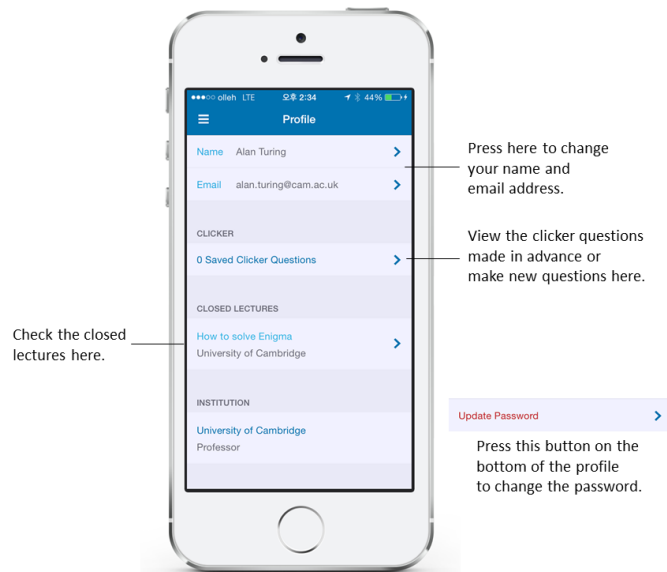 olleh LTE 오후 2:34 44%
Profile
Name Alan Turing
Email alan.turing@cam.ac.uk
CLICKER
0 Saved Clicker Questions
CLOSED LECTURES
How to solve Enigma
University of Cambridge
INSTITUTION
University of Cambridge
Professor
Press here to change
your name and
email address.
View the clicker questions
made in advance or
make new questions here.
Check the closed
lectures here.
Update Password
Press this button on the
bottom of the profile
to change the password.